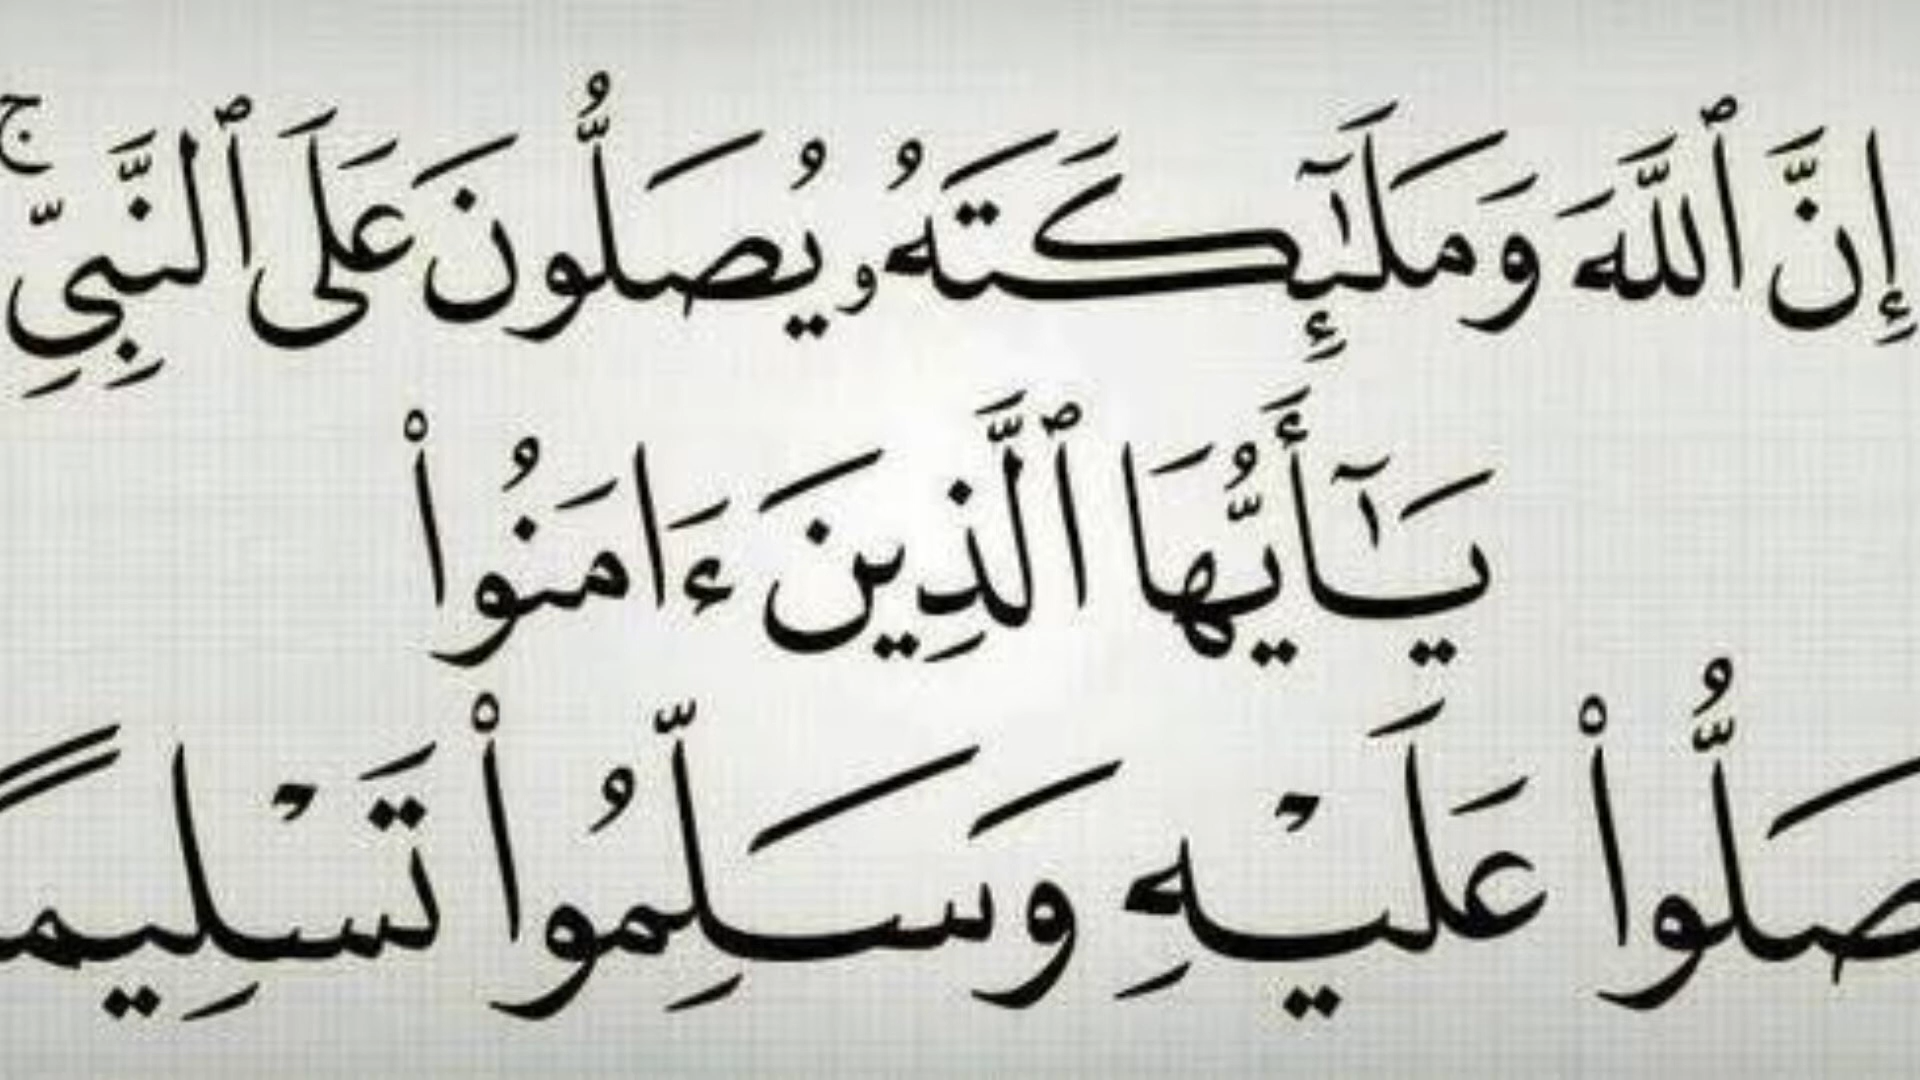 إِنَّ ٱللَّهَ وَمَلَـٰٓئِكَتَهُۥ يُصَلُّونَ عَلَى ٱلنَّبِىِّ ۚ
يَـٰٓأَيُّهَا ٱلَّذِينَ ءَامَنُوا۟
صَلُّوا۟ عَلَيْهِ وَسَلِّمُوا۟ تَسْلِيم